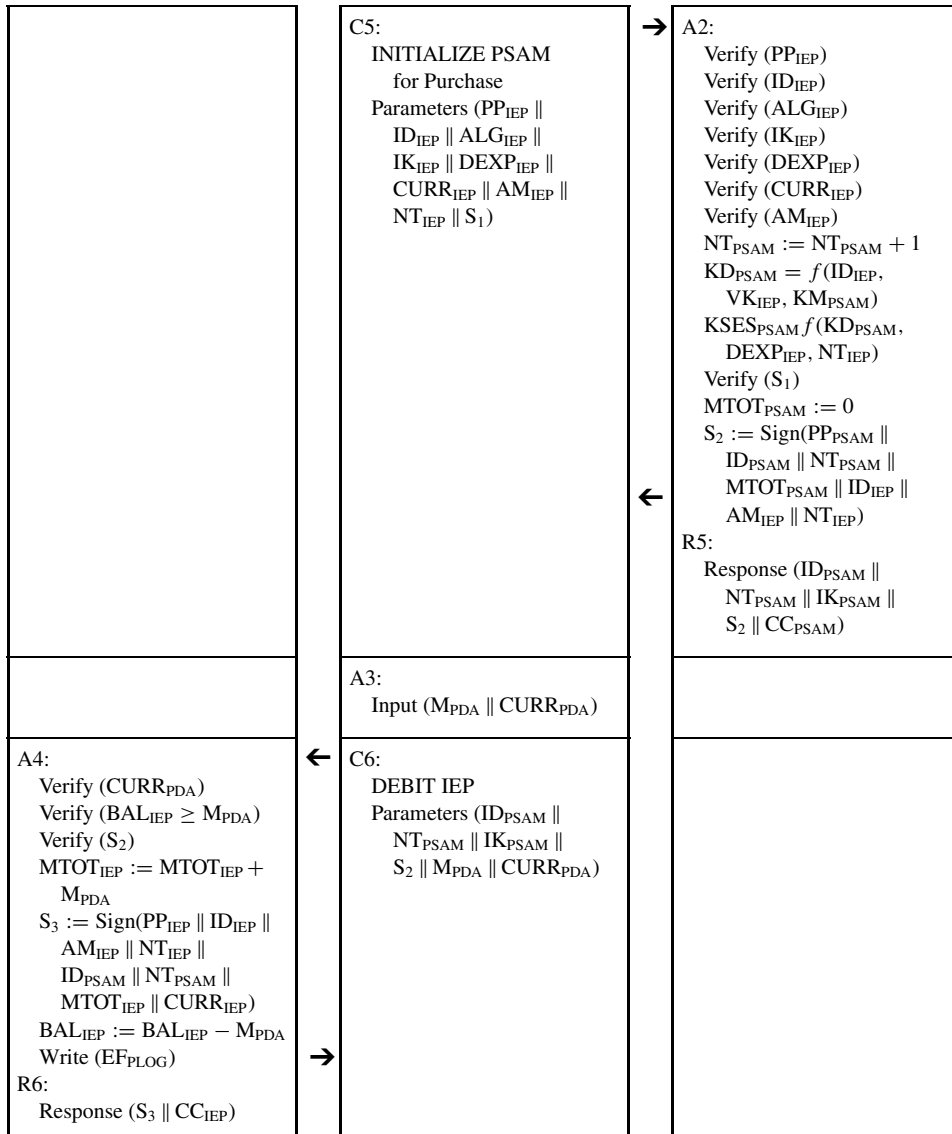 C5:
INITIALIZE PSAM
for Purchase
Parameters (PP_IEP ||
ID_IEP || ALG_IEP ||
IK_IEP || DEXP_IEP ||
CURR_IEP || AM_IEP ||
NT_IEP || S_1)
➔
A2:
Verify (PP_IEP)
Verify (ID_IEP)
Verify (ALG_IEP)
Verify (IK_IEP)
Verify (DEXP_IEP)
Verify (CURR_IEP)
Verify (AM_IEP)
NT_PSAM := NT_PSAM + 1
KD_PSAM = f(ID_IEP,
VK_IEP, KM_PSAM)
KSES_PSAM f(KD_PSAM,
DEXP_IEP, NT_IEP)
Verify (S_1)
MTOT_PSAM := 0
S_2 := Sign(PP_PSAM ||
ID_PSAM || NT_PSAM ||
MTOT_PSAM || ID_IEP ||
AM_IEP || NT_IEP)
←
R5:
Response (ID_PSAM ||
NT_PSAM || IK_PSAM ||
S_2 || CC_PSAM)
A3:
Input (M_PDA || CURR_PDA)
A4:
Verify (CURR_PDA)
Verify (BAL_IEP ≥ M_PDA)
Verify (S_2)
MTOT_IEP := MTOT_IEP +
M_PDA
S_3 := Sign(PP_IEP || ID_IEP ||
AM_IEP || NT_IEP ||
ID_PSAM || NT_PSAM ||
MTOT_IEP || CURR_IEP)
BAL_IEP := BAL_IEP − M_PDA
Write (EF_PLOG)
➔
R6:
Response (S_3 || CC_IEP)
←
C6:
DEBIT IEP
Parameters (ID_PSAM ||
NT_PSAM || IK_PSAM ||
S_2 || M_PDA || CURR_PDA)